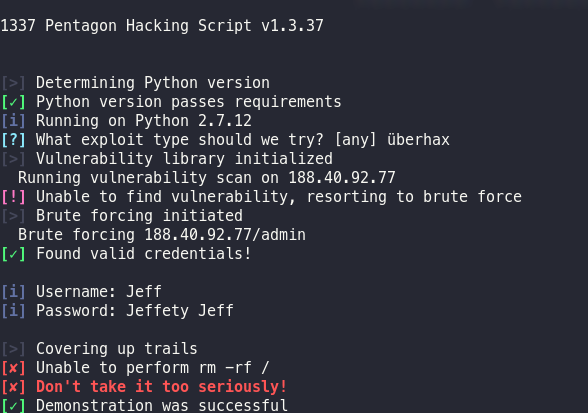 1337 Pentagon Hacking Script v1.3.37
[>] Determining Python version
[✓] Python version passes requirements
[i] Running on Python 2.7.12
[?] What exploit type should we try? [any] überhax
[>] Vulnerability library initialized
Running vulnerability scan on 188.40.92.77
[!] Unable to find vulnerability, resorting to brute force
[>] Brute forcing initiated
Brute forcing 188.40.92.77/admin
[✓] Found valid credentials!
[i] Username: Jeff
[i] Password: Jeffety Jeff
[>] Covering up trails
[✘] Unable to perform rm -rf /
[✘] Don't take it too seriously!
[✓] Demonstration was successful